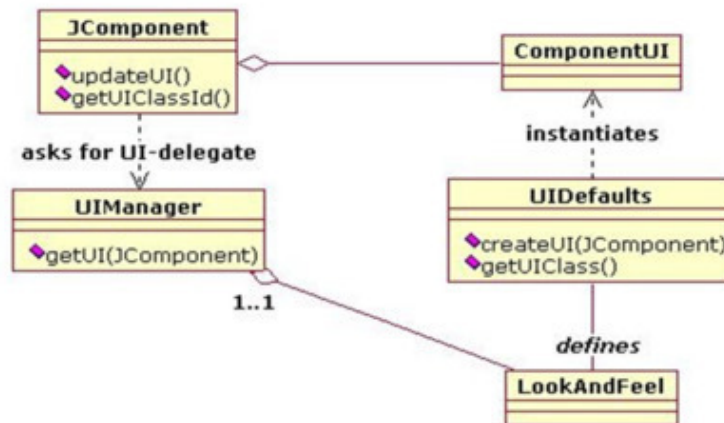 JComponent
updateUI()
getUIClassId()
ComponentUI
asks for UI-delegate
instantiates
UIManager
getUI(JComponent)
UIDefaults
createUI(JComponent)
getUIClass()
1..1
defines
LookAndFeel